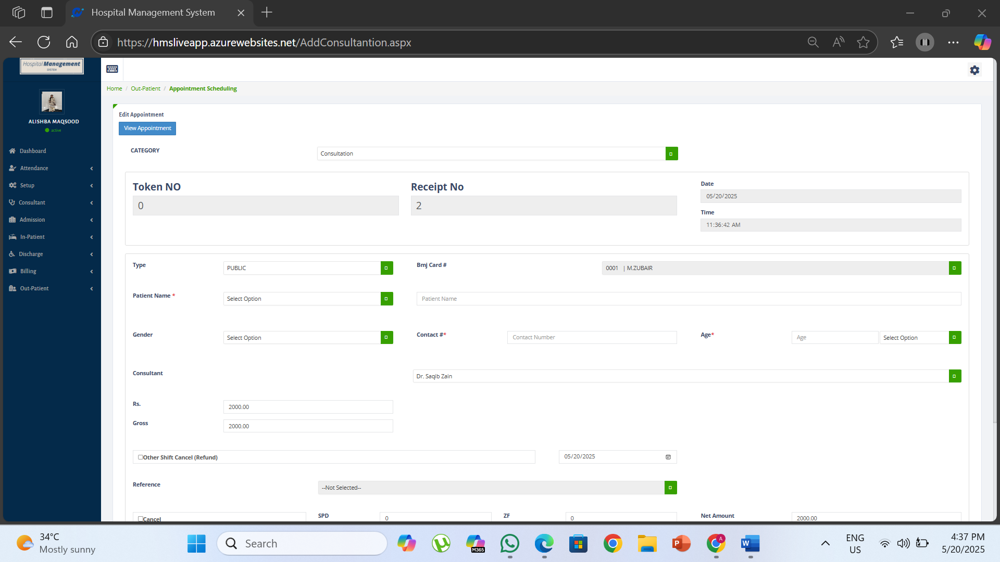 Hospital Management System
https://hmsliveapp.azurewebsites.net/AddConsultantion.aspx
Hospital Management
SYSTEM
ALISHBA MAQSOOD
active
Dashboard
Attendance
Setup
Consultant
Admission
In-Patient
Discharge
Billing
Out-Patient
Home / Out-Patient / Appointment Scheduling
Edit Appointment
View Appointment
CATEGORY Consultation
Token NO Receipt No Date
0 2 05/20/2025
Time
11:36:42 AM
Type PUBLIC Bmj Card # 0001 | M.ZUBAIR
Patient Name * Select Option Patient Name
Gender Select Option Contact #* Contact Number Age* Age Select Option
Consultant Dr. Saqib Zain
Rs. 2000.00
Gross 2000.00
Other Shift Cancel (Refund) 05/20/2025
Reference --Not Selected--
Cancel SPD 0 ZF 0 Net Amount 2000.00
34°C
Mostly sunny
Search
M365
P
A
W
ENG
US
4:37 PM
5/20/2025